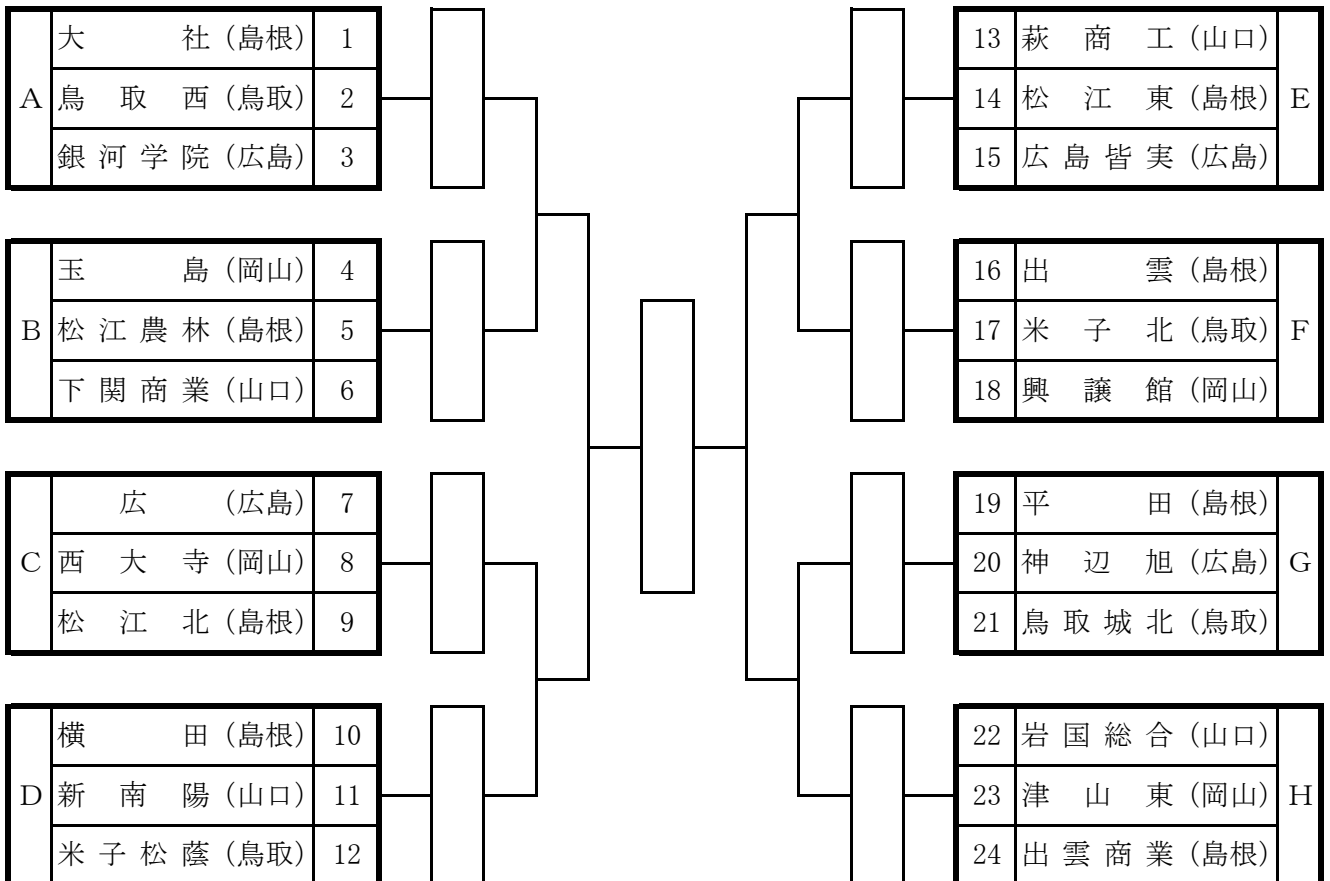 A
大社(島根) 1
鳥取西(鳥取) 2
銀河学院(広島) 3
B
玉島(岡山) 4
松江農林(島根) 5
下関商業(山口) 6
C
広(広島) 7
西大寺(岡山) 8
松江北(島根) 9
D
横田(島根) 10
新南陽(山口) 11
米子松蔭(鳥取) 12
13 萩商工(山口)
14 松江東(島根)
15 広島皆実(広島)
E
16 出雲(島根)
17 米子北(鳥取)
18 興譲館(岡山)
F
19 平田(島根)
20 神辺旭(広島)
21 鳥取城北(鳥取)
G
22 岩国総合(山口)
23 津山東(岡山)
24 出雲商業(島根)
H